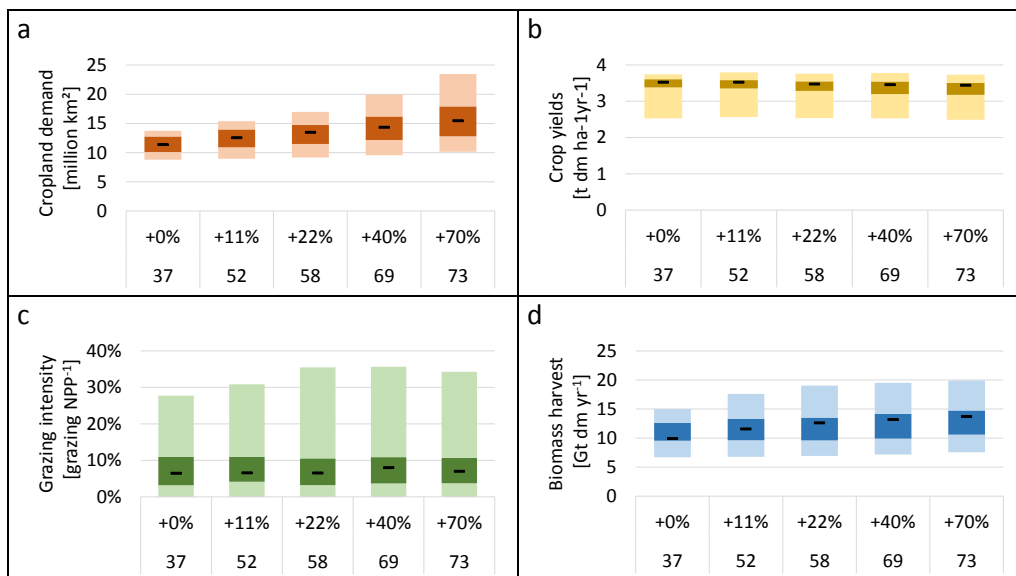 a
Cropland demand
[million km²]
25
20
15
10
5
0
+0% +11% +22% +40% +70%
37 52 58 69 73
b
Crop yields
[t dm ha-1yr-1]
4
3
2
1
0
+0% +11% +22% +40% +70%
37 52 58 69 73
c
Grazing intensity
[grazing NPP⁻¹]
40%
30%
20%
10%
0%
+0% +11% +22% +40% +70%
37 52 58 69 73
d
Biomass harvest
[Gt dm yr⁻¹]
25
20
15
10
5
0
+0% +11% +22% +40% +70%
37 52 58 69 73